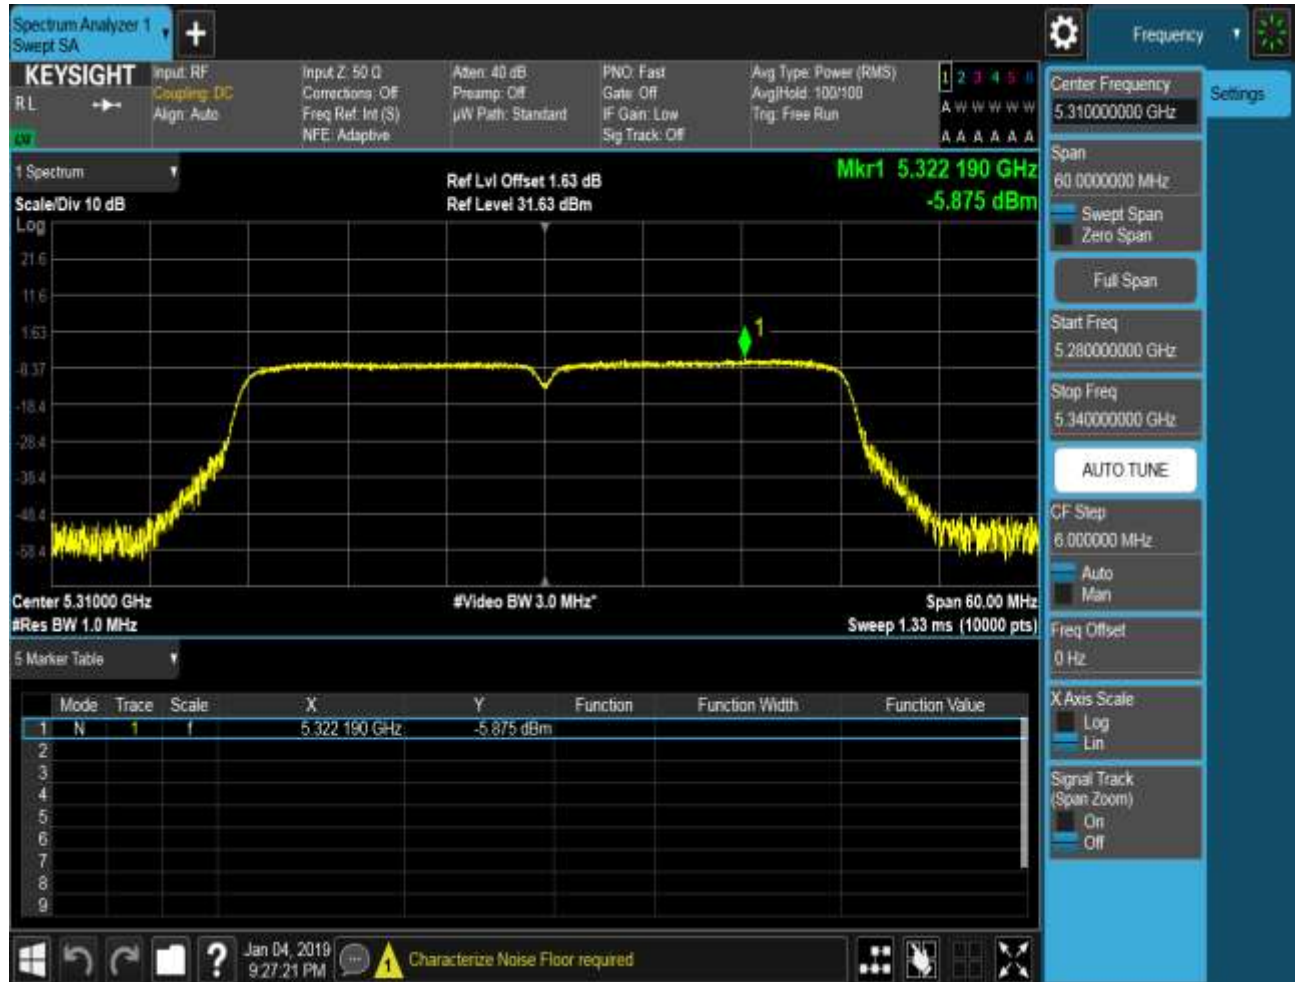 Spectrum Analyzer 1
Swept SA
Frequency
KEYSIGHT
R L
Input: RF
Coupling: DC
Align: Auto
Input Z: 50 Ω
Corrections: Off
Freq Ref: Int (S)
NFE: Adaptive
Atten: 40 dB
Preamp: Off
µW Path: Standard
PNO: Fast
Gate: Off
IF Gain: Low
Sig Track: Off
Avg Type: Power (RMS)
Avg|Hold: 100/100
Trig: Free Run
1 2 3 4 5 6
A W W W W W
A A A A A A
1 Spectrum
Scale/Div 10 dB
Ref Lvl Offset 1.63 dB
Ref Level 31.63 dBm
Mkr1 5.322 190 GHz
-5.875 dBm
Log
21.6
11.6
1.63
-8.37
-18.4
-28.4
-38.4
-48.4
-58.4
1
Center 5.31000 GHz
#Res BW 1.0 MHz
#Video BW 3.0 MHz*
Span 60.00 MHz
Sweep 1.33 ms (10000 pts)
5 Marker Table
Mode Trace Scale X Y Function Function Width Function Value
1 N 1 f 5.322 190 GHz -5.875 dBm
2
3
4
5
6
7
8
9
Jan 04, 2019
9:27:21 PM
Characterize Noise Floor required
Settings
Center Frequency
5.310000000 GHz
Span
60.0000000 MHz
Swept Span
Zero Span
Full Span
Start Freq
5.280000000 GHz
Stop Freq
5.340000000 GHz
AUTO TUNE
CF Step
6.000000 MHz
Auto
Man
Freq Offset
0 Hz
X Axis Scale
Log
Lin
Signal Track
(Span Zoom)
On
Off